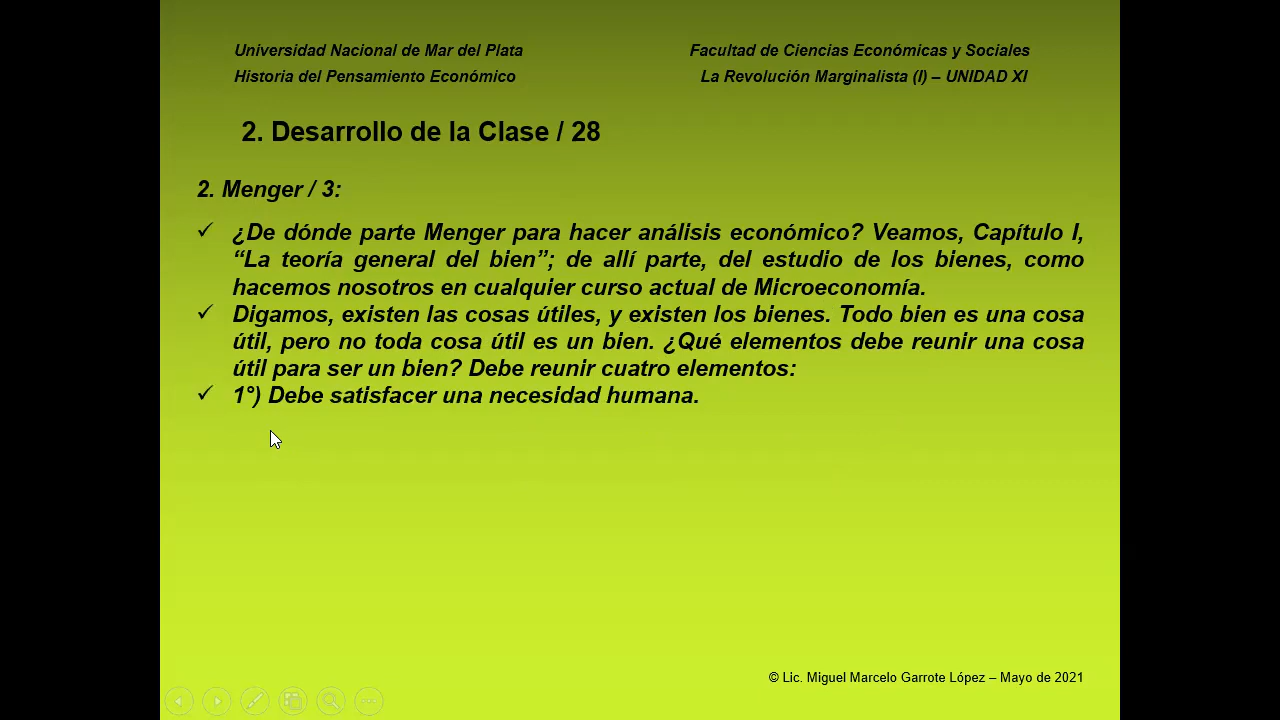 Universidad Nacional de Mar del Plata
Facultad de Ciencias Económicas y Sociales
Historia del Pensamiento Económico
La Revolución Marginalista (I) – UNIDAD XI
2. Desarrollo de la Clase / 28
2. Menger / 3:
¿De dónde parte Menger para hacer análisis económico? Veamos, Capítulo I,
“La teoría general del bien”; de allí parte, del estudio de los bienes, como
hacemos nosotros en cualquier curso actual de Microeconomía.
Digamos, existen las cosas útiles, y existen los bienes. Todo bien es una cosa
útil, pero no toda cosa útil es un bien. ¿Qué elementos debe reunir una cosa
útil para ser un bien? Debe reunir cuatro elementos:
1°) Debe satisfacer una necesidad humana.
© Lic. Miguel Marcelo Garrote López – Mayo de 2021